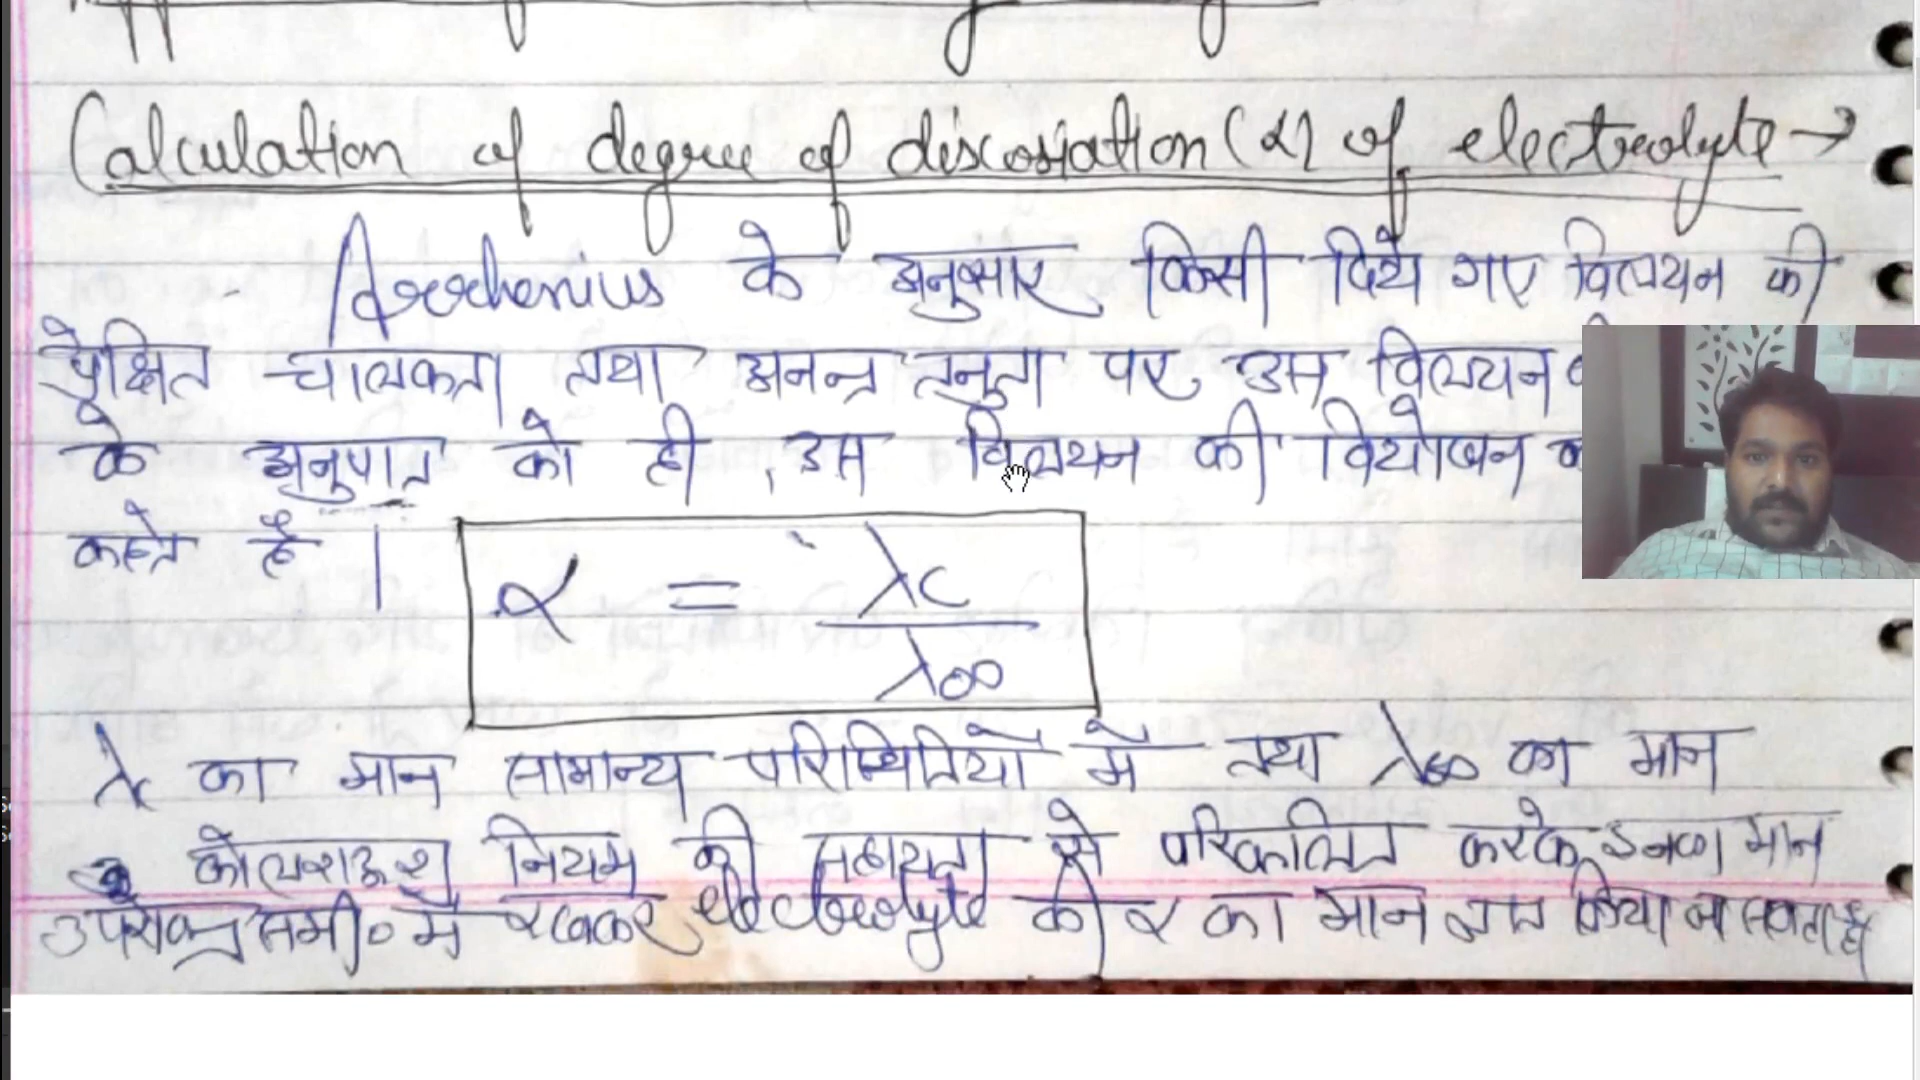 Calculation of degree of discossiation (α) of electrolyte →
Arrhenius के अनुसार किसी दिये गए विलयन की
प्रेक्षित चालकता तथा अनन्त तनुता पर उस विलयन
के अनुपात को ही, उस विलयन की वियोजन
कहते है |
α = λc / λ∞
λc का मान सामान्य परिस्थितियों में तथा λ∞ का मान
कोलराऊश नियम की सहायता से परिकलित करके इनका मान
उपरोक्त समी० में रखकर electrolyte की α का मान ज्ञात किया जा सकता है